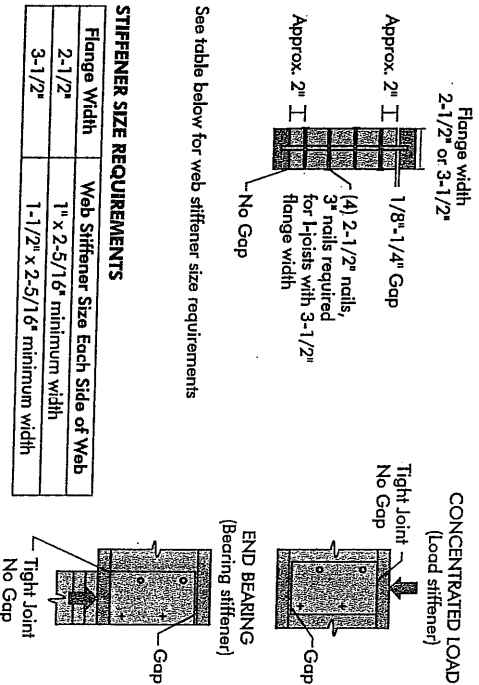 Flange width
2-1/2" or 3-1/2"
Approx. 2"
1/8"-1/4" Gap
(4) 2-1/2" nails,
3" nails required
for I-joists with 3-1/2"
flange width
Approx. 2"
No Gap
See table below for web stiffener size requirements
CONCENTRATED LOAD
(Load stiffener)
Tight Joint
No Gap
Gap
END BEARING
(Bearing stiffener)
Gap
Tight Joint
No Gap
STIFFENER SIZE REQUIREMENTS
Flange Width Web Stiffener Size Each Side of Web
2-1/2" 1" x 2-5/16" minimum width
3-1/2" 1-1/2" x 2-5/16" minimum width